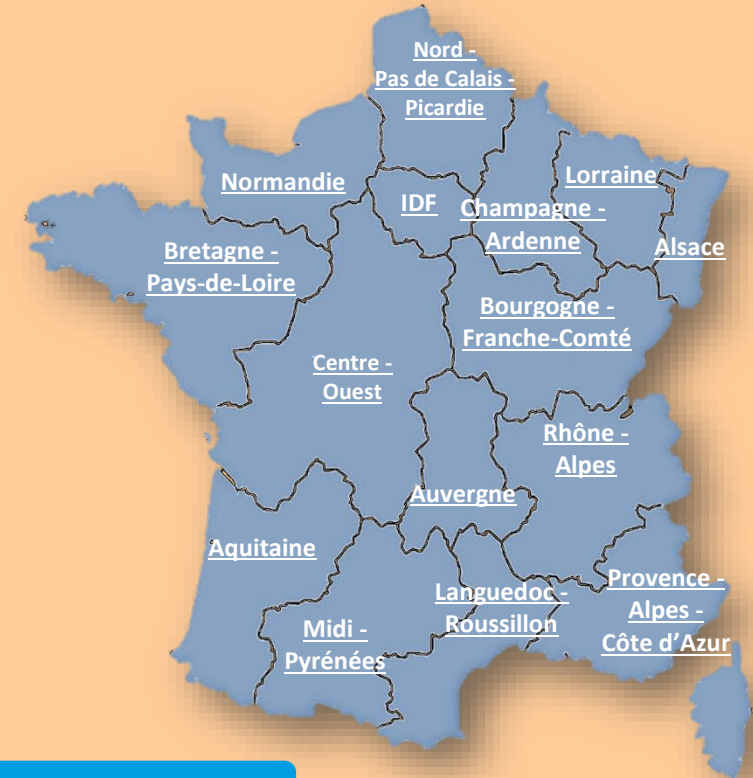 Nord -
Pas de Calais -
Picardie
Normandie
IDF
Lorraine
Champagne -
Ardenne
Alsace
Bretagne -
Pays-de-Loire
Bourgogne -
Franche-Comté
Centre -
Ouest
Rhône -
Alpes
Auvergne
Aquitaine
Languedoc -
Roussillon
Provence -
Alpes -
Côte d’Azur
Midi -
Pyrénées